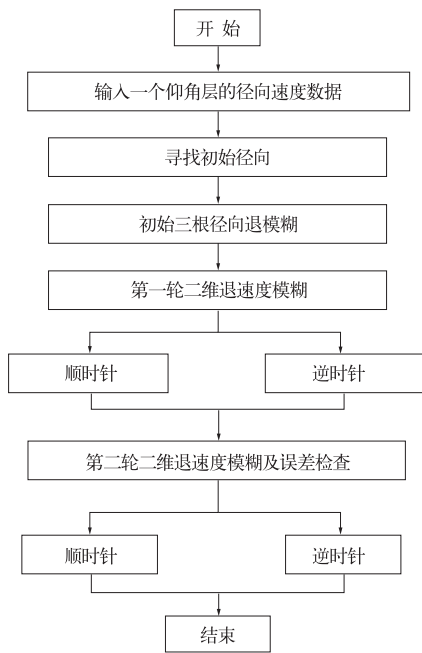 开 始
输入一个仰角层的径向速度数据
寻找初始径向
初始三根径向退模糊
第一轮二维退速度模糊
顺时针 逆时针
第二轮二维退速度模糊及误差检查
顺时针 逆时针
结束